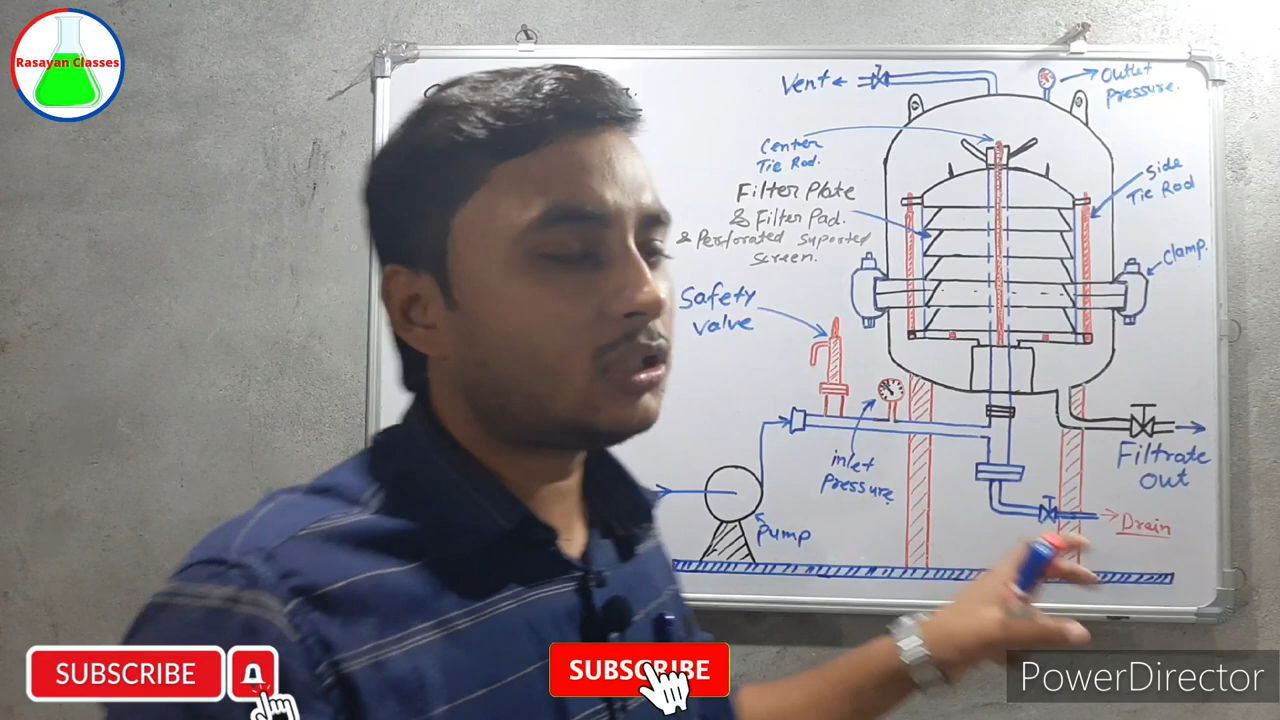 Rasayan Classes
Vent
Outlet
Pressure.
Center
Tie Rod.
Side
Tie Rod
Filter Plate
& Filter Pad.
& Perforated suported
screen.
Clamp.
Safety
valve
inlet
pressure
Filtrate
Out
Pump
Drain
SUBSCRIBE
SUBSCRIBE
PowerDirector